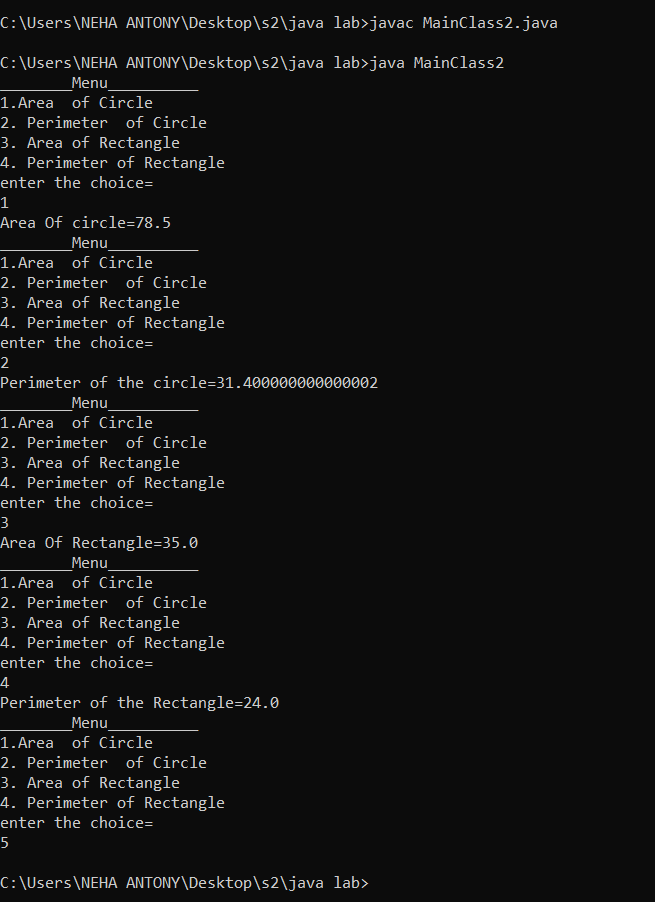 C:\Users\NEHA ANTONY\Desktop\s2\java lab>javac MainClass2.java
C:\Users\NEHA ANTONY\Desktop\s2\java lab>java MainClass2
________Menu__________
1.Area  of Circle
2. Perimeter  of Circle
3. Area of Rectangle
4. Perimeter of Rectangle
enter the choice=
1
Area Of circle=78.5
________Menu__________
1.Area  of Circle
2. Perimeter  of Circle
3. Area of Rectangle
4. Perimeter of Rectangle
enter the choice=
2
Perimeter of the circle=31.400000000000002
________Menu__________
1.Area  of Circle
2. Perimeter  of Circle
3. Area of Rectangle
4. Perimeter of Rectangle
enter the choice=
3
Area Of Rectangle=35.0
________Menu__________
1.Area  of Circle
2. Perimeter  of Circle
3. Area of Rectangle
4. Perimeter of Rectangle
enter the choice=
4
Perimeter of the Rectangle=24.0
________Menu__________
1.Area  of Circle
2. Perimeter  of Circle
3. Area of Rectangle
4. Perimeter of Rectangle
enter the choice=
5
C:\Users\NEHA ANTONY\Desktop\s2\java lab>